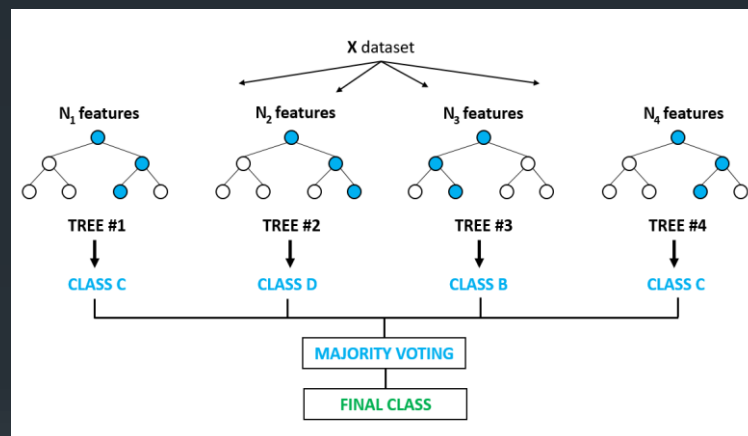 X dataset
N₁ features N₂ features N₃ features N₄ features
TREE #1 TREE #2 TREE #3 TREE #4
CLASS C CLASS D CLASS B CLASS C
MAJORITY VOTING
FINAL CLASS